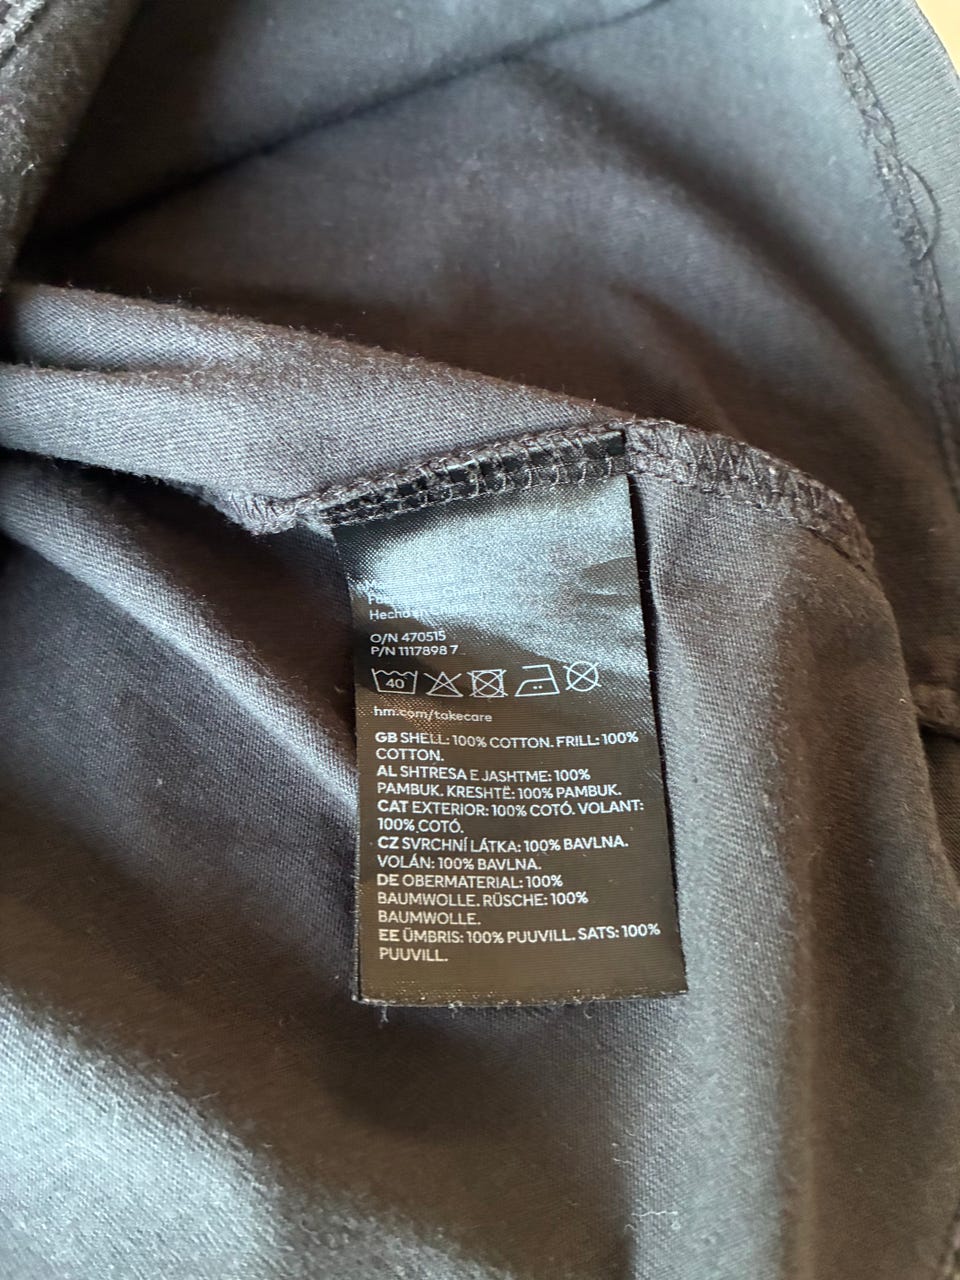 Hecho en China
O/N 470515
P/N 1117898 7
40
hm.com/takecare
GB SHELL: 100% COTTON. FRILL: 100%
COTTON.
AL SHTRESA E JASHTME: 100%
PAMBUK. KRESHTË: 100% PAMBUK.
CAT EXTERIOR: 100% COTÓ. VOLANT:
100% COTÓ.
CZ SVRCHNÍ LÁTKA: 100% BAVLNA.
VOLÁN: 100% BAVLNA.
DE OBERMATERIAL: 100%
BAUMWOLLE. RÜSCHE: 100%
BAUMWOLLE.
EE ÜMBRIS: 100% PUUVILL. SATS: 100%
PUUVILL.